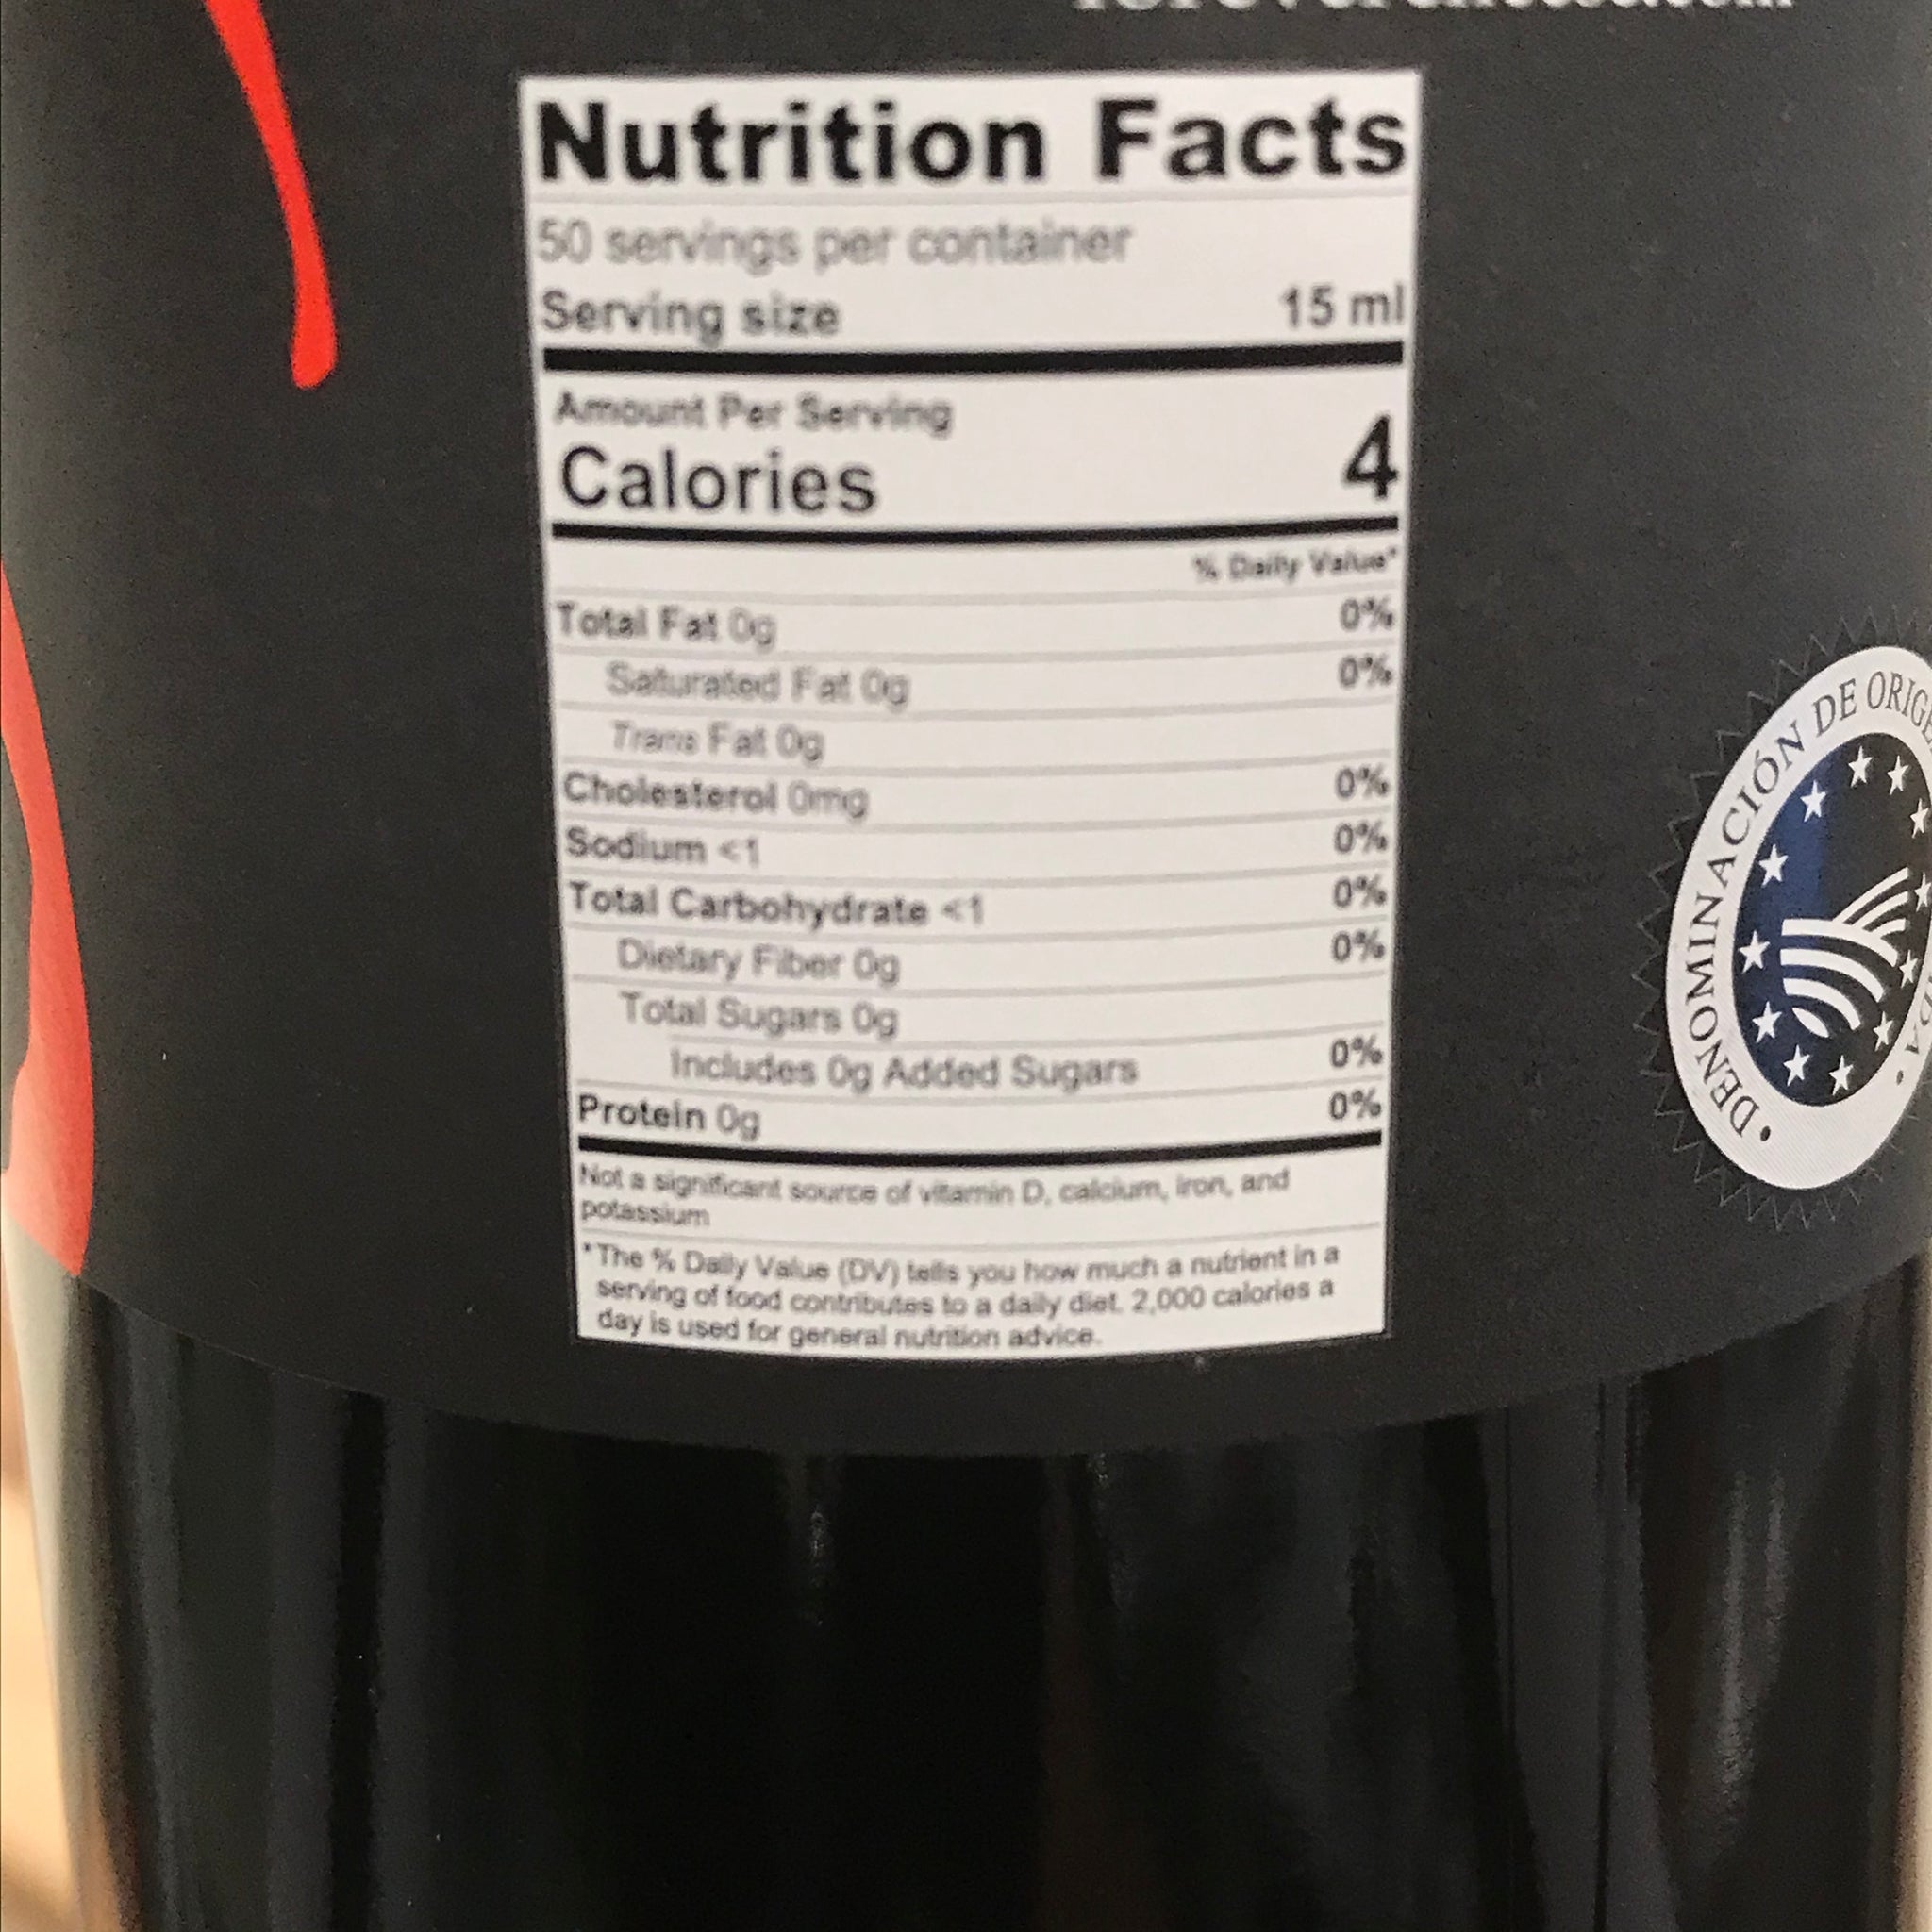 Nutrition Facts
50 servings per container
Serving size 15 ml
Amount Per Serving
Calories 4
% Daily Value*
Total Fat 0g 0%
Saturated Fat 0g 0%
Trans Fat 0g
Cholesterol 0mg 0%
Sodium <1 0%
Total Carbohydrate <1 0%
Dietary Fiber 0g 0%
Total Sugars 0g
Includes 0g Added Sugars 0%
Protein 0g 0%
Not a significant source of vitamin D, calcium, iron, and
potassium
*The % Daily Value (DV) tells you how much a nutrient in a
serving of food contributes to a daily diet. 2,000 calories a
day is used for general nutrition advice.
• DENOMINACIÓN DE